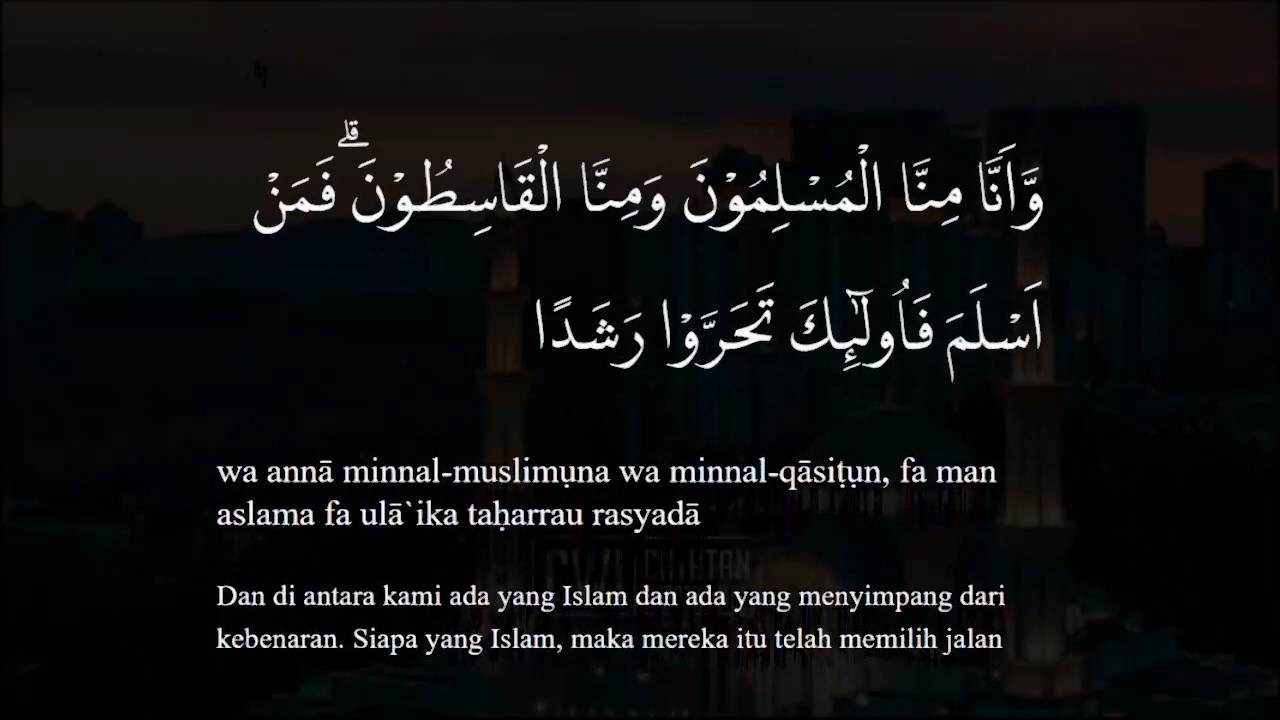 وَّاَنَّا مِنَّا الْمُسْلِمُوْنَ وَمِنَّا الْقَاسِطُوْنَۗ فَمَنْ
اَسْلَمَ فَاُولٰۤىِٕكَ تَحَرَّوْا رَشَدًا
wa annā minnal-muslimụna wa minnal-qāsiṭụn, fa man
aslama fa ulā`ika taḥarrau rasyadā
Dan di antara kami ada yang Islam dan ada yang menyimpang dari
kebenaran. Siapa yang Islam, maka mereka itu telah memilih jalan